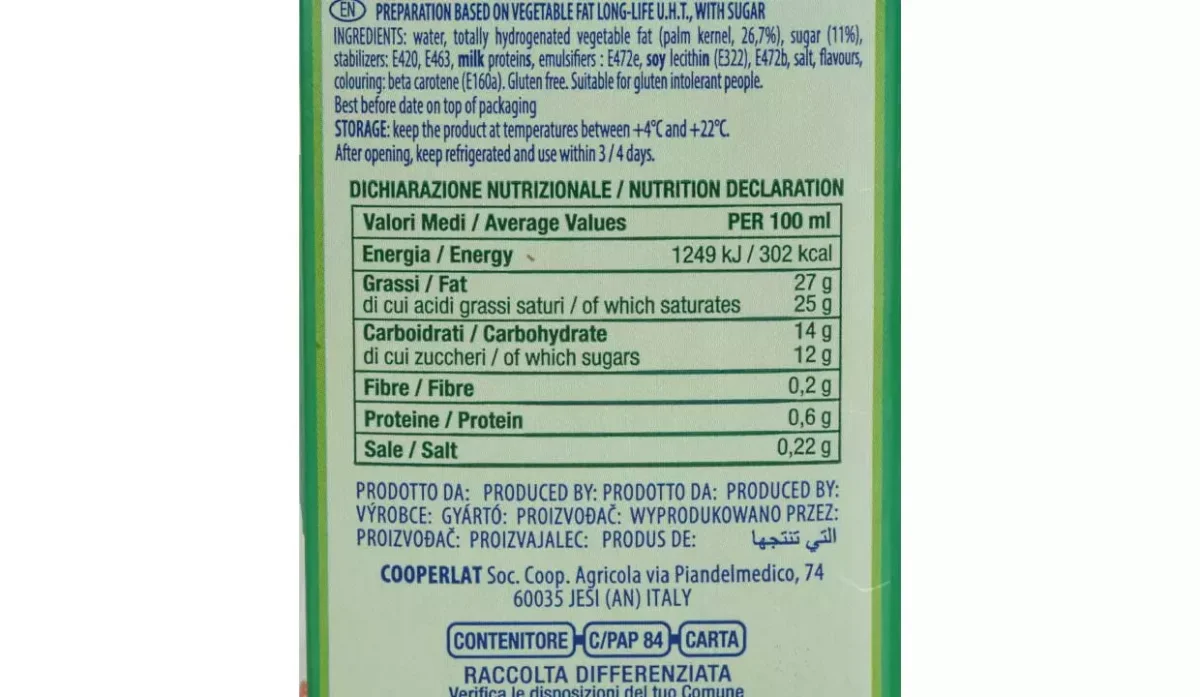 EN PREPARATION BASED ON VEGETABLE FAT LONG-LIFE U.H.T., WITH SUGAR
INGREDIENTS: water, totally hydrogenated vegetable fat (palm kernel, 26,7%), sugar (11%),
stabilizers: E420, E463, milk proteins, emulsifiers : E472e, soy lecithin (E322), E472b, salt, flavours,
colouring: beta carotene (E160a). Gluten free. Suitable for gluten intolerant people.
Best before date on top of packaging
STORAGE: keep the product at temperatures between +4°C and +22°C.
After opening, keep refrigerated and use within 3 / 4 days.
DICHIARAZIONE NUTRIZIONALE / NUTRITION DECLARATION
Valori Medi / Average Values PER 100 ml
Energia / Energy 1249 kJ / 302 kcal
Grassi / Fat 27 g
di cui acidi grassi saturi / of which saturates 25 g
Carboidrati / Carbohydrate 14 g
di cui zuccheri / of which sugars 12 g
Fibre / Fibre 0,2 g
Proteine / Protein 0,6 g
Sale / Salt 0,22 g
PRODOTTO DA: PRODUCED BY: PRODOTTO DA: PRODUCED BY:
VÝROBCE: GYÁRTÓ: PROIZVOĐAČ: WYPRODUKOWANO PRZEZ:
PROIZVOĐAČ: PROIZVAJALEC: PRODUS DE: التي تنتجها
COOPERLAT Soc. Coop. Agricola via Piandelmedico, 74
60035 JESI (AN) ITALY
CONTENITORE C/PAP 84 CARTA
RACCOLTA DIFFERENZIATA
Verifica le disposizioni del tuo Comune